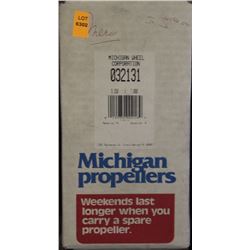 LOT
6302
MICHIGAN WHEEL
CORPORATION
032131
Michigan
propellers
Weekends last
longer when you
carry a spare
propeller.